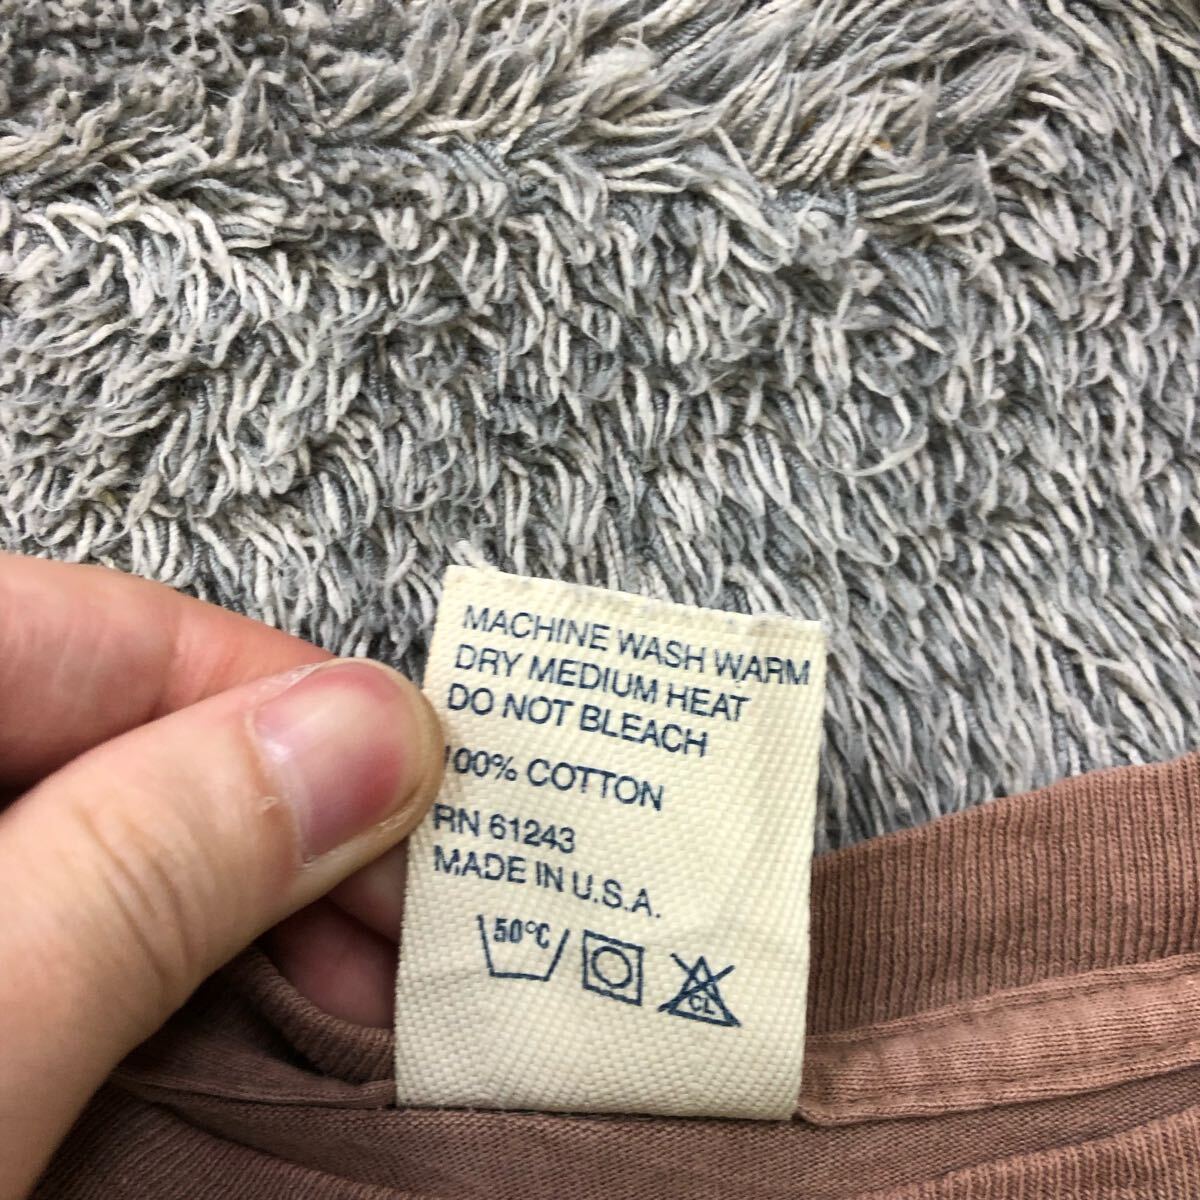 MACHINE WASH WARM
DRY MEDIUM HEAT
DO NOT BLEACH
100% COTTON
RN 61243
MADE IN U.S.A.
50°C
CL